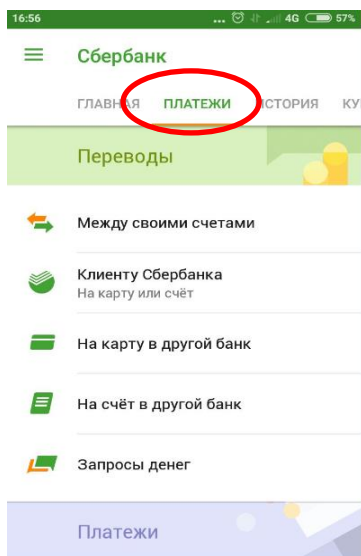 16:56 ... 4G 57%
Сбербанк
ГЛАВНАЯ ПЛАТЕЖИ ИСТОРИЯ КУ
Переводы
Между своими счетами
Клиенту Сбербанка
На карту или счёт
На карту в другой банк
На счёт в другой банк
Запросы денег
Платежи